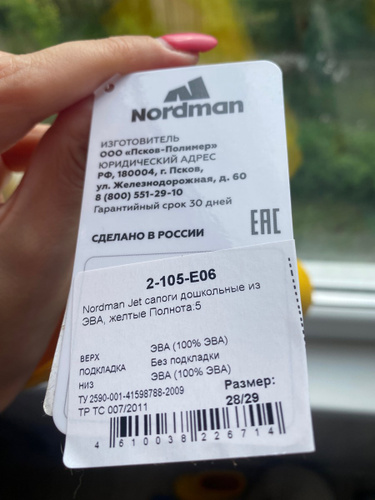 Nordman
ИЗГОТОВИТЕЛЬ
ООО «Псков-Полимер»
ЮРИДИЧЕСКИЙ АДРЕС
РФ, 180004, г. Псков,
ул. Железнодорожная, д. 60
8 (800) 551-29-10
Гарантийный срок 30 дней
EAC
СДЕЛАНО В РОССИИ
2-105-E06
Nordman Jet сапоги дошкольные из
ЭВА, желтые Полнота:5
ВЕРХ ЭВА (100% ЭВА)
ПОДКЛАДКА Без подкладки
НИЗ ЭВА (100% ЭВА)
ТУ 2590-001-41598788-2009
ТР ТС 007/2011
Размер:
28/29
4 610038 226714